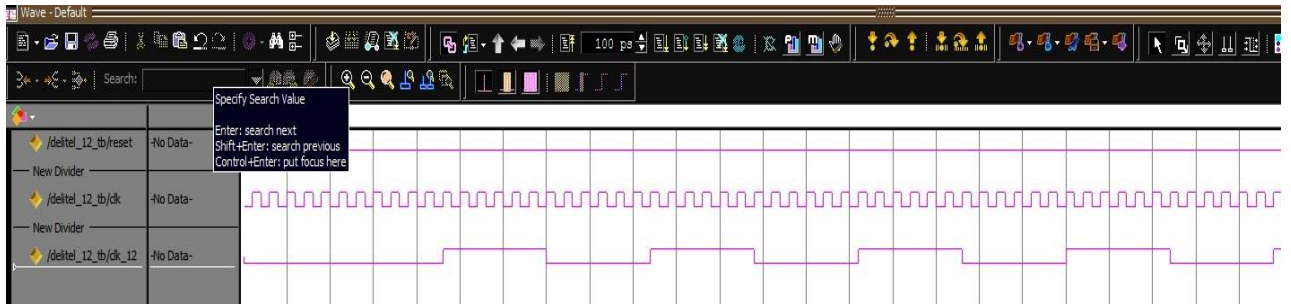 Wave - Default
100 ps
Search:
Specify Search Value
Enter: search next
Shift+Enter: search previous
Control+Enter: put focus here
/delitel_12_tb/reset -No Data-
New Divider
/delitel_12_tb/clk -No Data-
New Divider
/delitel_12_tb/clk_12 -No Data-